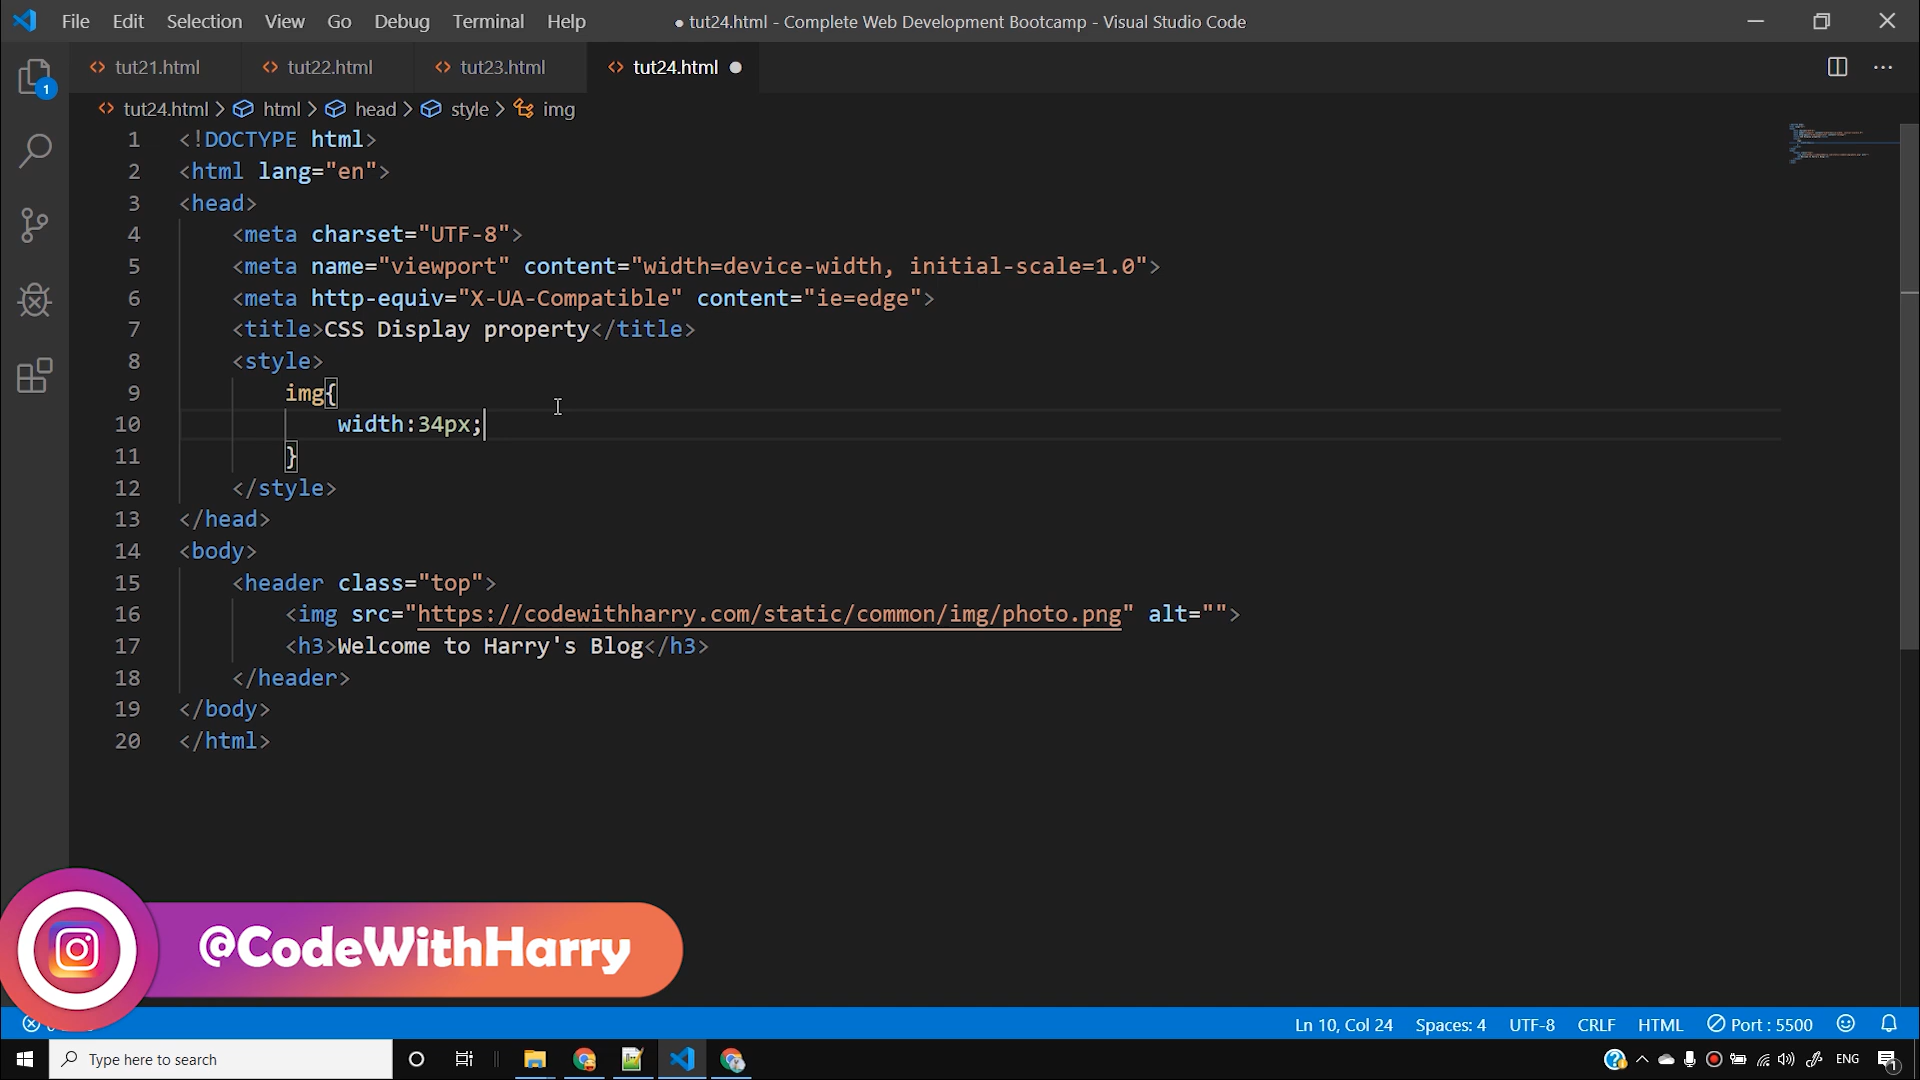 File Edit Selection View Go Debug Terminal Help ● tut24.html - Complete Web Development Bootcamp - Visual Studio Code
tut21.html tut22.html tut23.html tut24.html
tut24.html > html > head > style > img
1 <!DOCTYPE html>
2 <html lang="en">
3 <head>
4 <meta charset="UTF-8">
5 <meta name="viewport" content="width=device-width, initial-scale=1.0">
6 <meta http-equiv="X-UA-Compatible" content="ie=edge">
7 <title>CSS Display property</title>
8 <style>
9 img{
10 width:34px;
11 }
12 </style>
13 </head>
14 <body>
15 <header class="top">
16 <img src="https://codewithharry.com/static/common/img/photo.png" alt="">
17 <h3>Welcome to Harry's Blog</h3>
18 </header>
19 </body>
20 </html>
@CodeWithHarry
Ln 10, Col 24 Spaces: 4 UTF-8 CRLF HTML Port : 5500
Type here to search ENG